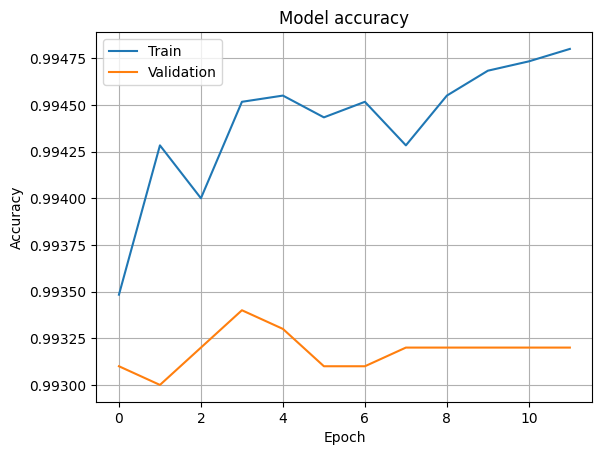 Model accuracy
Train
Validation
0.99475
0.99450
0.99425
0.99400
0.99375
0.99350
0.99325
0.99300
Accuracy
0 2 4 6 8 10
Epoch